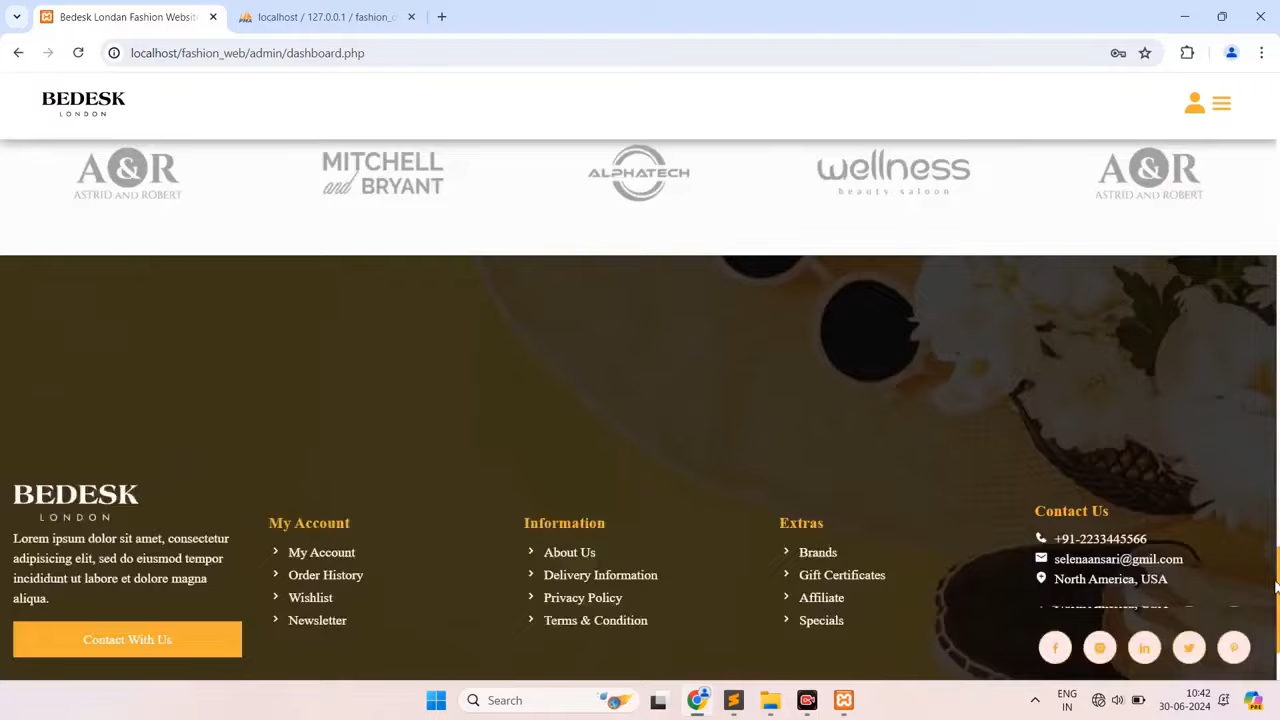 Bedesk Londan Fashion Websit
localhost / 127.0.0.1 / fashion_
localhost/fashion_web/admin/dashboard.php
BEDESK
LONDON
A&R
ASTRID AND ROBERT
MITCHELL
and BRYANT
ALPHATECH
wellness
beauty saloon
A&R
ASTRID AND ROBERT
BEDESK
LONDON
Lorem ipsum dolor sit amet, consectetur
adipisicing elit, sed do eiusmod tempor
incididunt ut labore et dolore magna
aliqua.
Contact With Us
My Account
My Account
Order History
Wishlist
Newsletter
Information
About Us
Delivery Information
Privacy Policy
Terms & Condition
Extras
Brands
Gift Certificates
Affiliate
Specials
Contact Us
+91-2233445566
selenaansari@gmil.com
North America, USA
Search
ENG
IN
10:42
30-06-2024